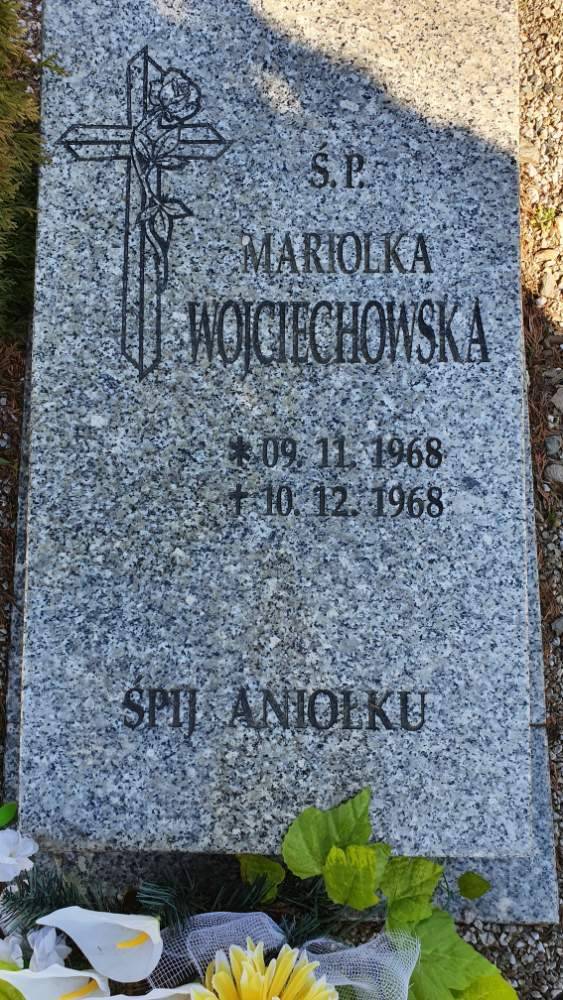 Ś. P.
MARIOLKA
WOJCIECHOWSKA
* 09. 11. 1968
† 10. 12. 1968
ŚPIJ ANIOŁKU